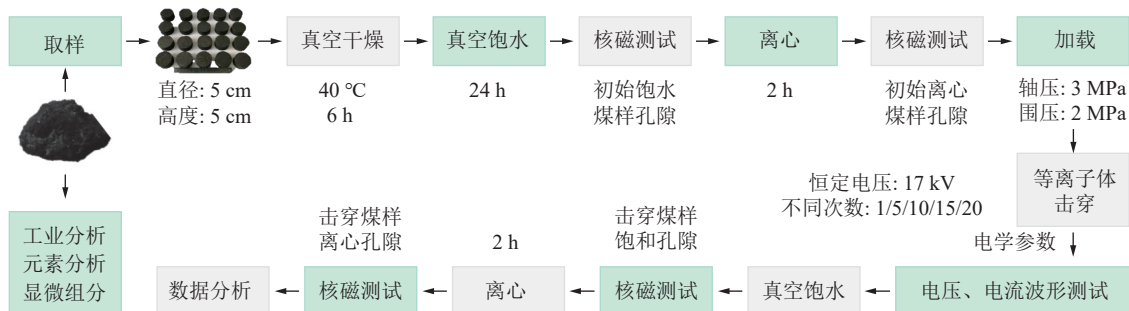 取样
真空干燥
真空饱水
核磁测试
离心
核磁测试
加载
直径: 5 cm
高度: 5 cm
40 ℃
6 h
24 h
初始饱水
煤样孔隙
2 h
初始离心
煤样孔隙
轴压: 3 MPa
围压: 2 MPa
等离子体
击穿
恒定电压: 17 kV
不同次数: 1/5/10/15/20
电学参数
工业分析
元素分析
显微组分
击穿煤样
离心孔隙
2 h
击穿煤样
饱和孔隙
数据分析
核磁测试
离心
核磁测试
真空饱水
电压、电流波形测试